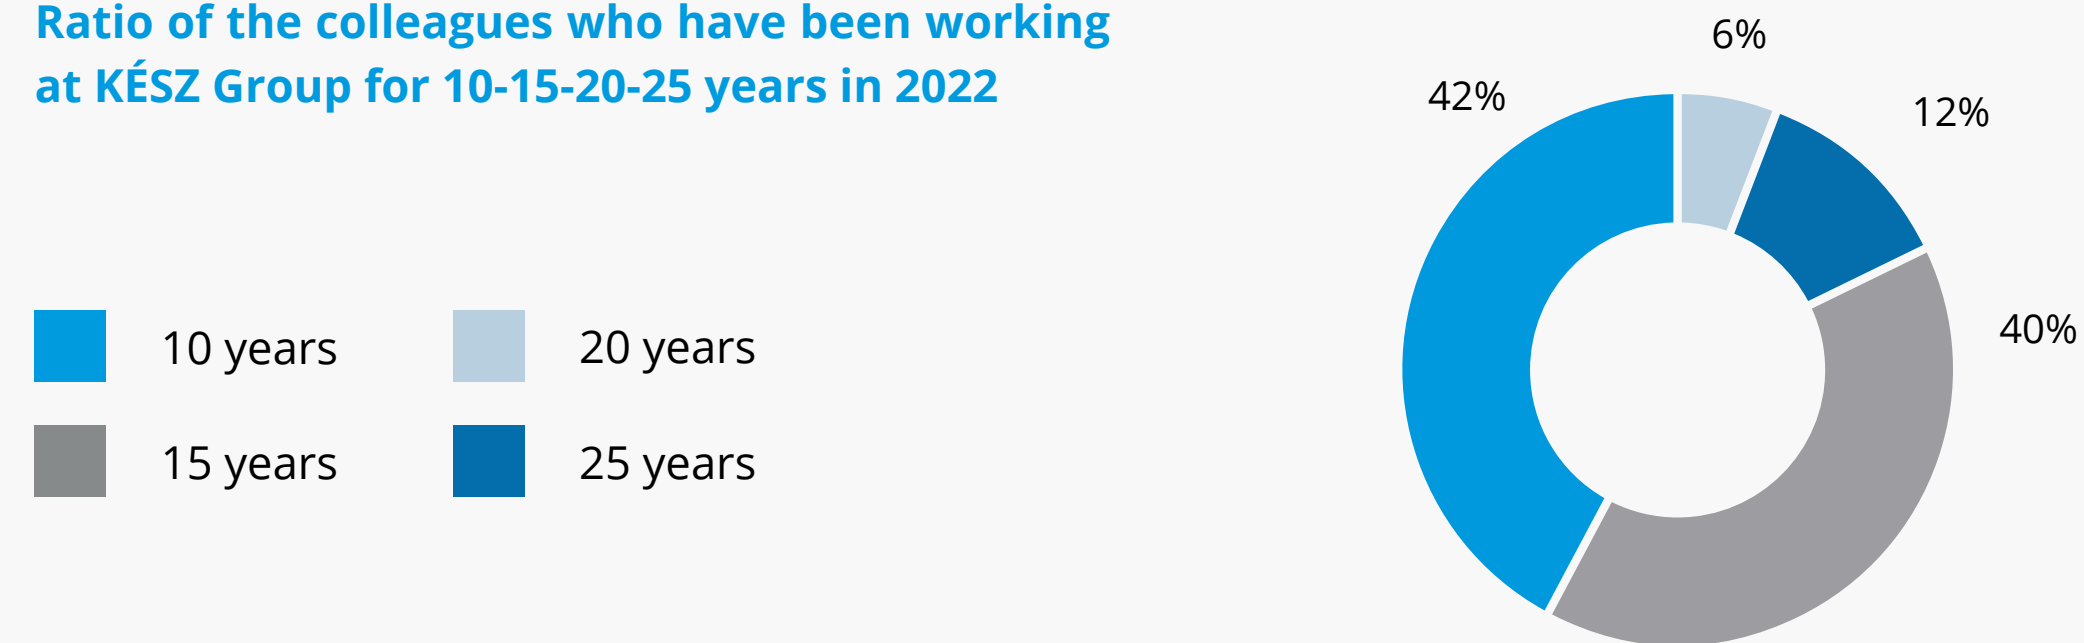 Ratio of the colleagues who have been working
at KÉSZ Group for 10-15-20-25 years in 2022
10 years
20 years
15 years
25 years
42%
6%
12%
40%